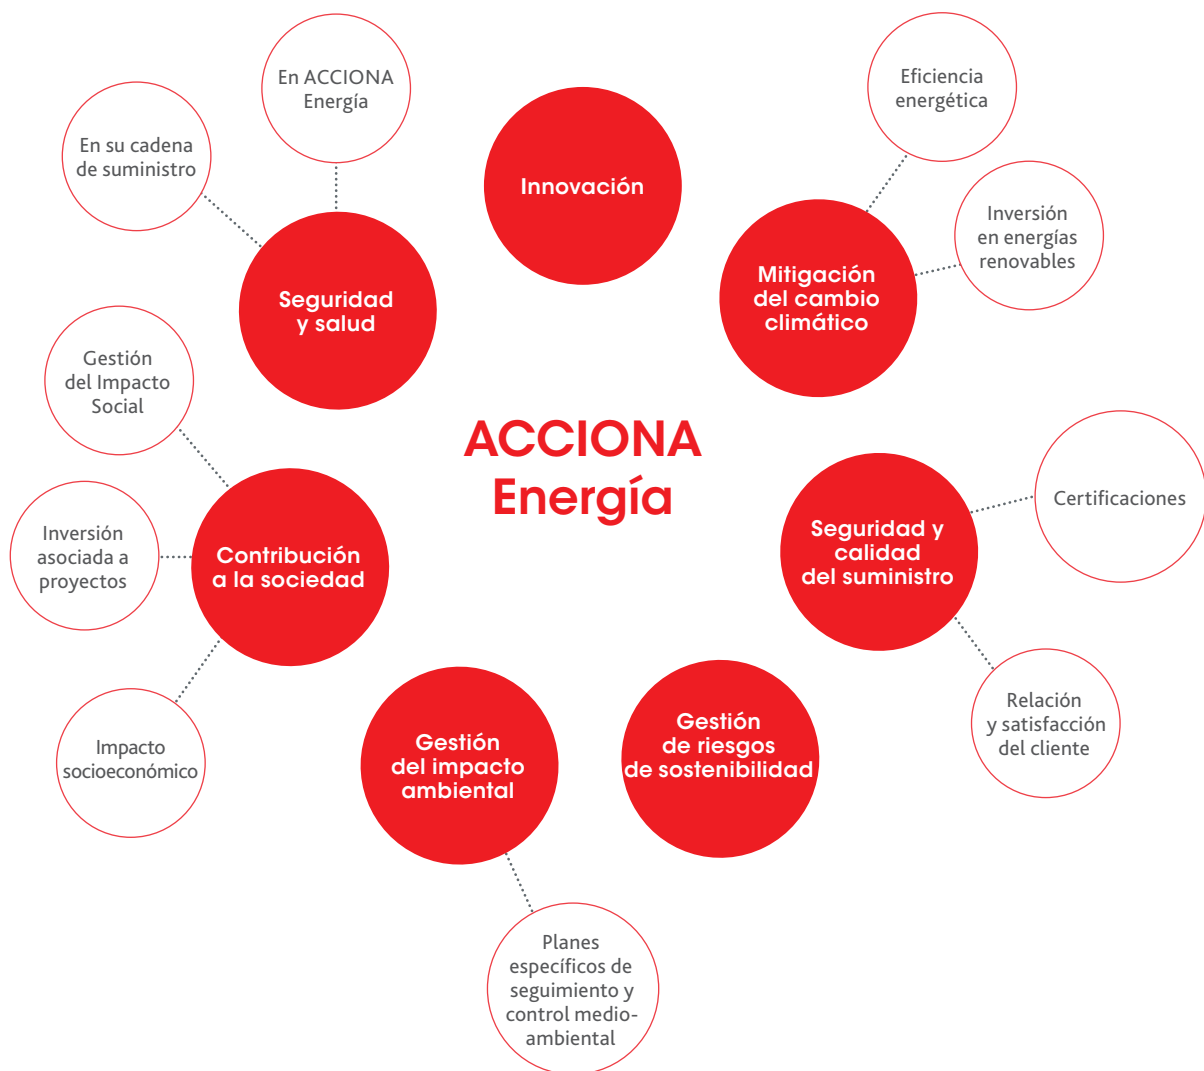 En ACCIONA
Energía
En su cadena
de suministro
Seguridad
y salud
Innovación
Eficiencia
energética
Inversión
en energías
renovables
Mitigación
del cambio
climático
ACCIONA
Energía
Gestión
del Impacto
Social
Inversión
asociada a
proyectos
Impacto
socioeconómico
Contribución
a la sociedad
Seguridad y
calidad
del suministro
Certificaciones
Relación
y satisfacción
del cliente
Gestión
del impacto
ambiental
Gestión
de riesgos
de sostenibilidad
Planes
específicos de
seguimiento y
control medio-
ambiental